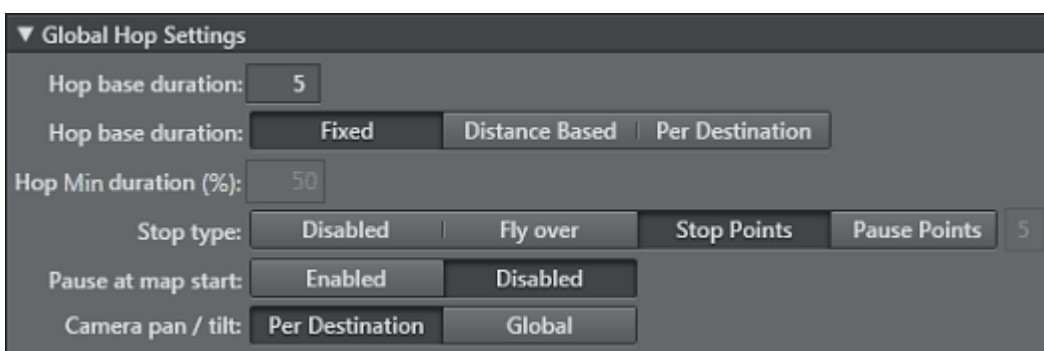 ▼ Global Hop Settings
Hop base duration: 5
Hop base duration: Fixed Distance Based Per Destination
Hop Min duration (%): 50
Stop type: Disabled Fly over Stop Points Pause Points 5
Pause at map start: Enabled Disabled
Camera pan / tilt: Per Destination Global